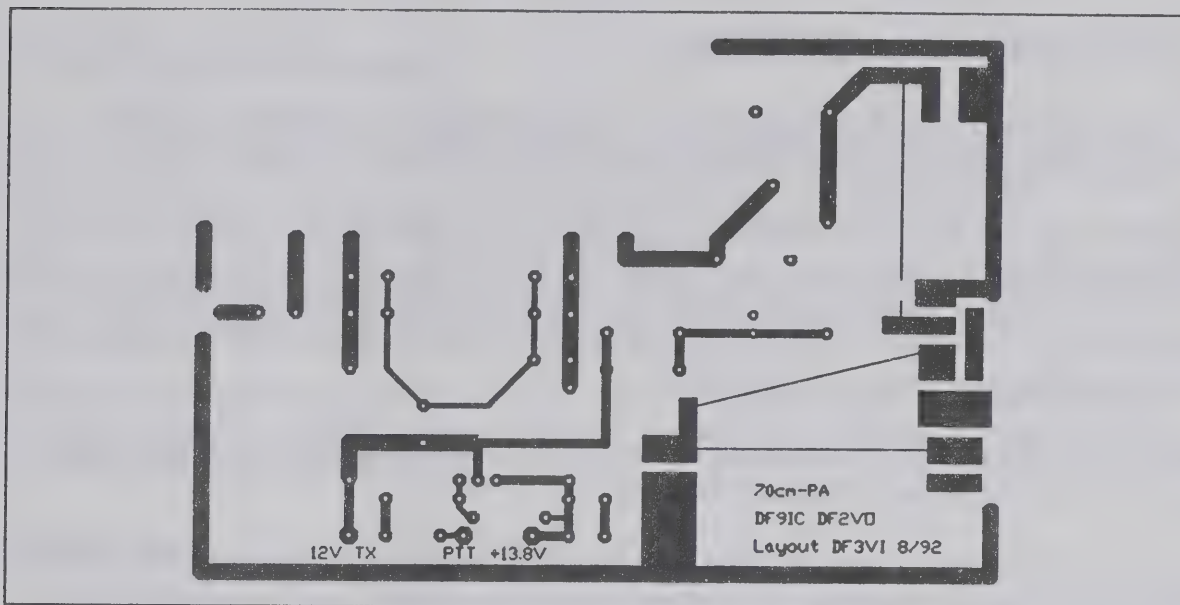 70cm-PA
DF9IC DF2VO
Layout DF3VI 8/92
12V TX PTT +13.8V